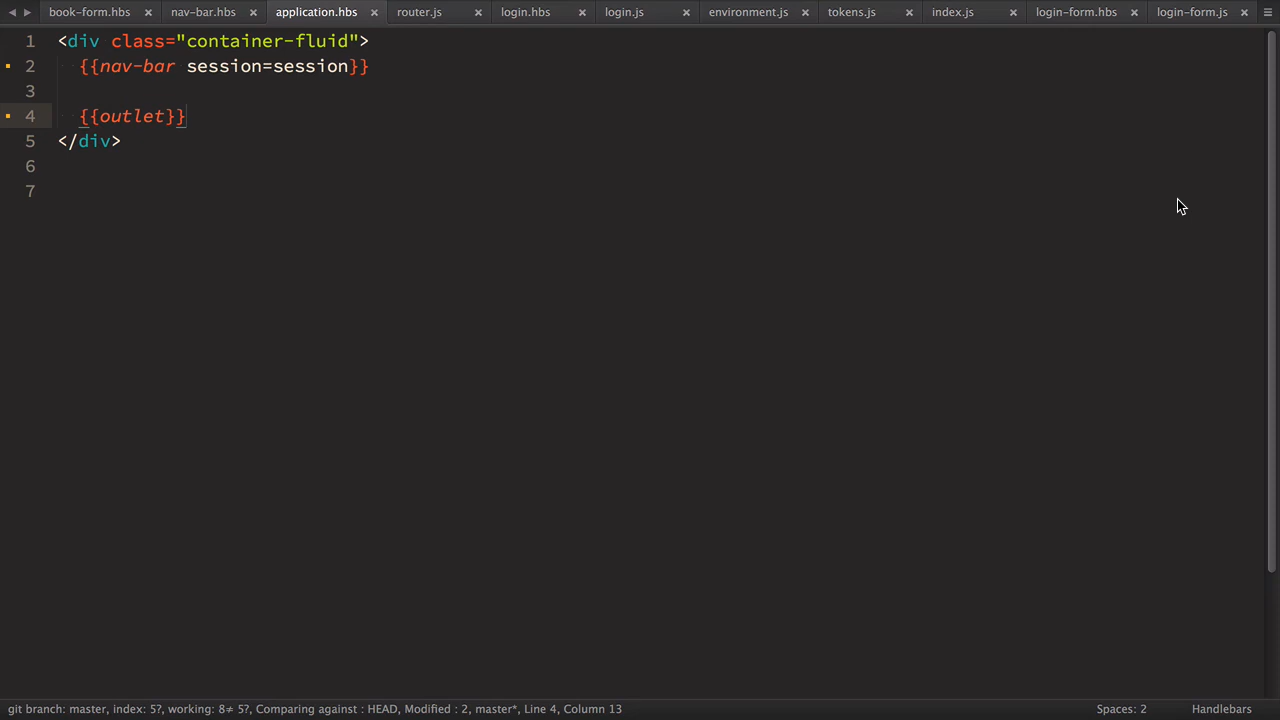 book-form.hbs × nav-bar.hbs × application.hbs × router.js × login.hbs × login.js × environment.js × tokens.js × index.js × login-form.hbs × login-form.js ×
1 <div class="container-fluid">
2 {{nav-bar session=session}}
3
4 {{outlet}}
5 </div>
6
7
git branch: master, index: 5?, working: 8≠ 5?, Comparing against : HEAD, Modified : 2, master*, Line 4, Column 13 Spaces: 2 Handlebars